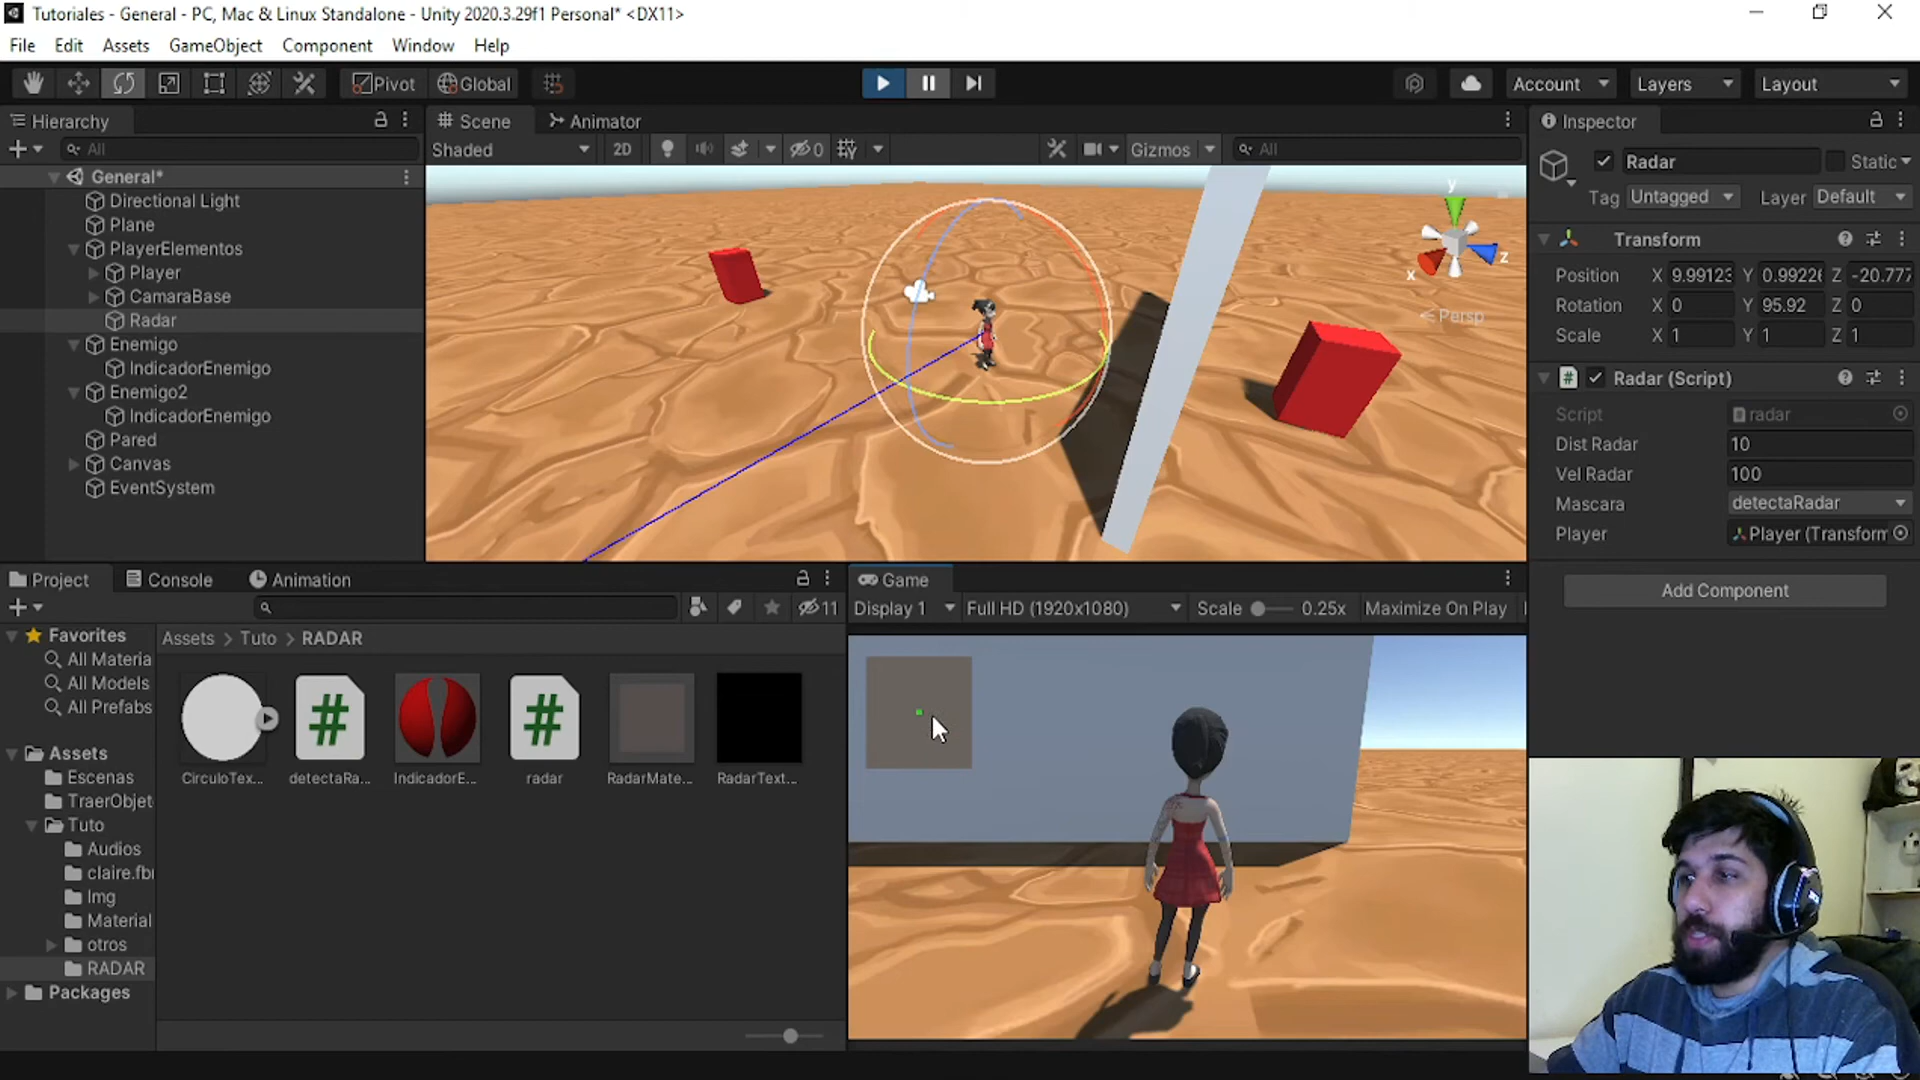 Tutoriales - General - PC, Mac & Linux Standalone - Unity 2020.3.29f1 Personal* <DX11>
File Edit Assets GameObject Component Window Help
Pivot Global Account Layers Layout
Hierarchy
All
General*
Directional Light
Plane
PlayerElementos
Player
CamaraBase
Radar
Enemigo
IndicadorEnemigo
Enemigo2
IndicadorEnemigo
Pared
Canvas
EventSystem
Scene Animator
Shaded 2D 0 Gizmos All
y
x
z
Persp
Inspector
Radar Static
Tag Untagged Layer Default
Transform
Position X 9.99123 Y 0.9922 Z -20.777
Rotation X 0 Y 95.92 Z 0
Scale X 1 Y 1 Z 1
# Radar (Script)
Script radar
Dist Radar 10
Vel Radar 100
Mascara detectaRadar
Player Player (Transform
Add Component
Project Console Animation
11
Favorites
All Materia
All Models
All Prefabs
Assets
Escenas
TraerObjet
Tuto
Audios
claire.fb
Img
Material
otros
RADAR
Packages
Assets > Tuto > RADAR
# #
CirculoTex... detectaRa... IndicadorE... radar RadarMate... RadarText...
Game
Display 1 Full HD (1920x1080) Scale 0.25x Maximize On Play